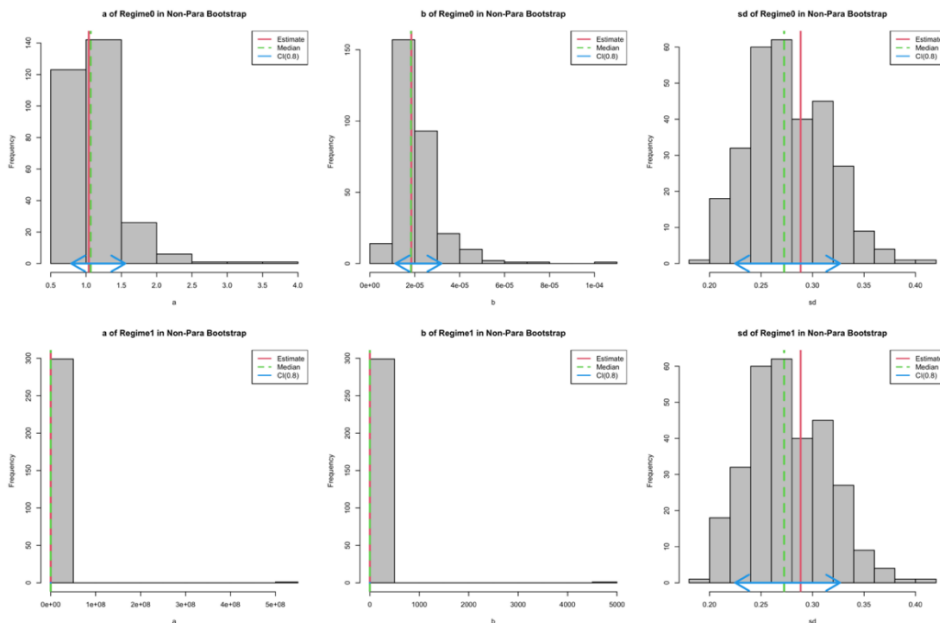 a of Regime0 in Non-Para Bootstrap
Estimate
Median
CI(0.8)
Frequency
140
120
100
80
60
40
20
0
0.5 1.0 1.5 2.0 2.5 3.0 3.5 4.0
a
b of Regime0 in Non-Para Bootstrap
Estimate
Median
CI(0.8)
Frequency
150
100
50
0
0e+00 2e-05 4e-05 6e-05 8e-05 1e-04
b
sd of Regime0 in Non-Para Bootstrap
Estimate
Median
CI(0.8)
Frequency
60
50
40
30
20
10
0
0.20 0.25 0.30 0.35 0.40
sd
a of Regime1 in Non-Para Bootstrap
Estimate
Median
CI(0.8)
Frequency
300
250
200
150
100
50
0
0e+00 1e+08 2e+08 3e+08 4e+08 5e+08
a
b of Regime1 in Non-Para Bootstrap
Estimate
Median
CI(0.8)
Frequency
300
250
200
150
100
50
0
0 1000 2000 3000 4000 5000
b
sd of Regime1 in Non-Para Bootstrap
Estimate
Median
CI(0.8)
Frequency
60
50
40
30
20
10
0
0.20 0.25 0.30 0.35 0.40
sd